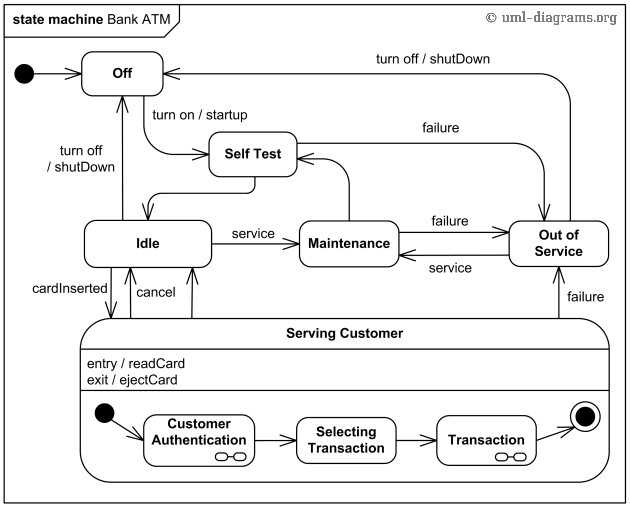 state machine Bank ATM
© uml-diagrams.org
Off
turn off / shutDown
turn on / startup
failure
turn off
/ shutDown
Self Test
Idle
service
Maintenance
failure
service
Out of
Service
cardInserted
cancel
failure
Serving Customer
entry / readCard
exit / ejectCard
Customer
Authentication
Selecting
Transaction
Transaction